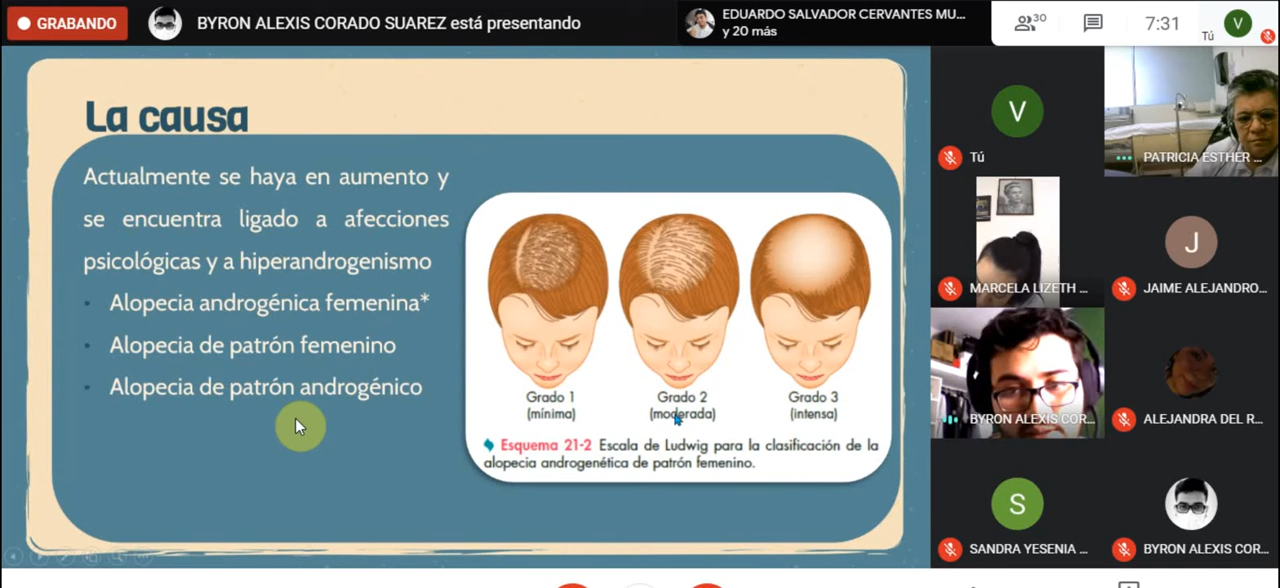 GRABANDO
BYRON ALEXIS CORADO SUAREZ está presentando
EDUARDO SALVADOR CERVANTES MU...
y 20 más
30
7:31
Tú
V
La causa
Actualmente se haya en aumento y
se encuentra ligado a afecciones
psicológicas y a hiperandrogenismo
• Alopecia androgénica femenina*
• Alopecia de patrón femenino
• Alopecia de patrón androgénico
Grado 1
(mínima)
Grado 2
(moderada)
Grado 3
(intensa)
Esquema 21-2 Escala de Ludwig para la clasificación de la
alopecia androgenética de patrón femenino.
V
Tú
PATRICIA ESTHER ...
MARCELA LIZETH ...
J
JAIME ALEJANDRO...
BYRON ALEXIS COR...
ALEJANDRA DEL R...
S
SANDRA YESENIA ...
BYRON ALEXIS COR...